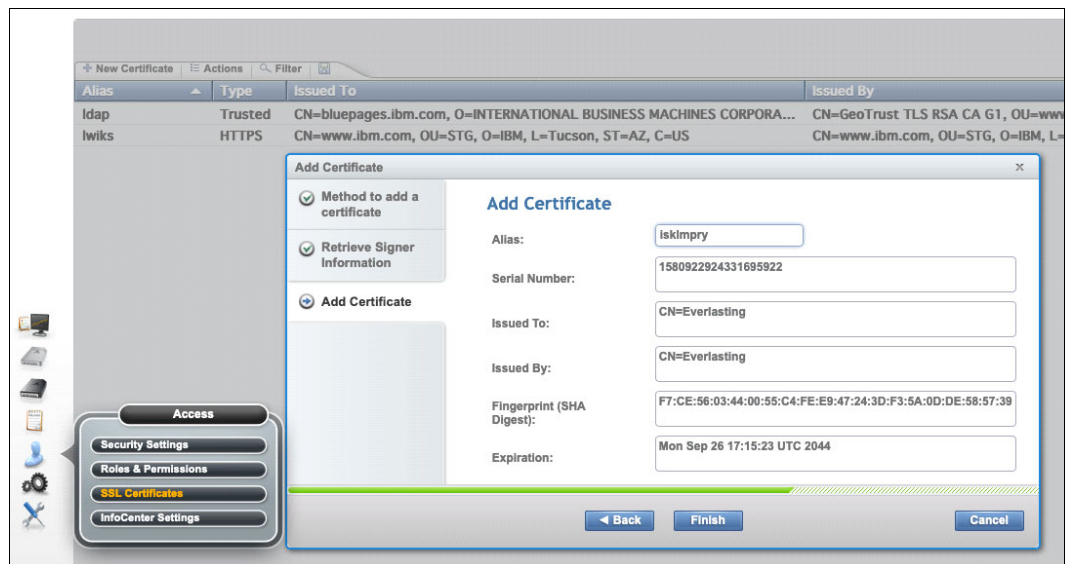 New Certificate Actions Filter
Alias Type Issued To Issued By
ldap Trusted CN=bluepages.ibm.com, O=INTERNATIONAL BUSINESS MACHINES CORPORA... CN=GeoTrust TLS RSA CA G1, OU=www
lwiks HTTPS CN=www.ibm.com, OU=STG, O=IBM, L=Tucson, ST=AZ, C=US CN=www.ibm.com, OU=STG, O=IBM, L=
Add Certificate x
Method to add a
certificate
Retrieve Signer
Information
Add Certificate
Add Certificate
Alias: isklmpry
Serial Number: 1580922924331695922
Issued To: CN=Everlasting
Issued By: CN=Everlasting
Fingerprint (SHA
Digest): F7:CE:56:03:44:00:55:C4:FE:E9:47:24:3D:F3:5A:0D:DE:58:57:39
Expiration: Mon Sep 26 17:15:23 UTC 2044
Back Finish Cancel
Access
Security Settings
Roles & Permissions
SSL Certificates
InfoCenter Settings